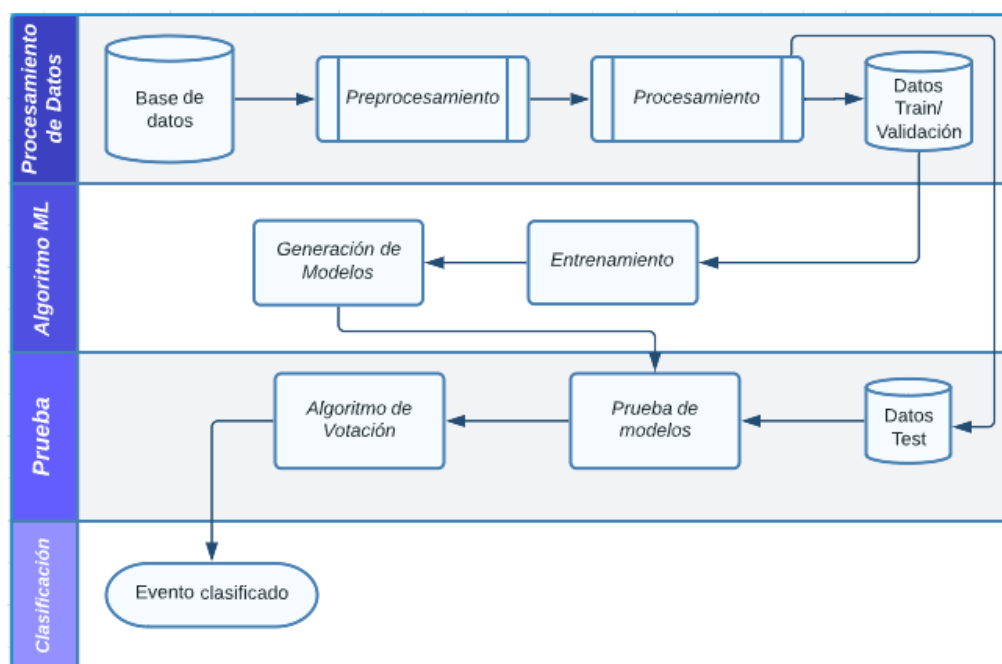 Procesamiento
de Datos
Base de
datos
Preprocesamiento
Procesamiento
Datos
Train/
Validación
Algoritmo ML
Generación de
Modelos
Entrenamiento
Prueba
Algoritmo de
Votación
Prueba de
modelos
Datos
Test
Clasificación
Evento clasificado